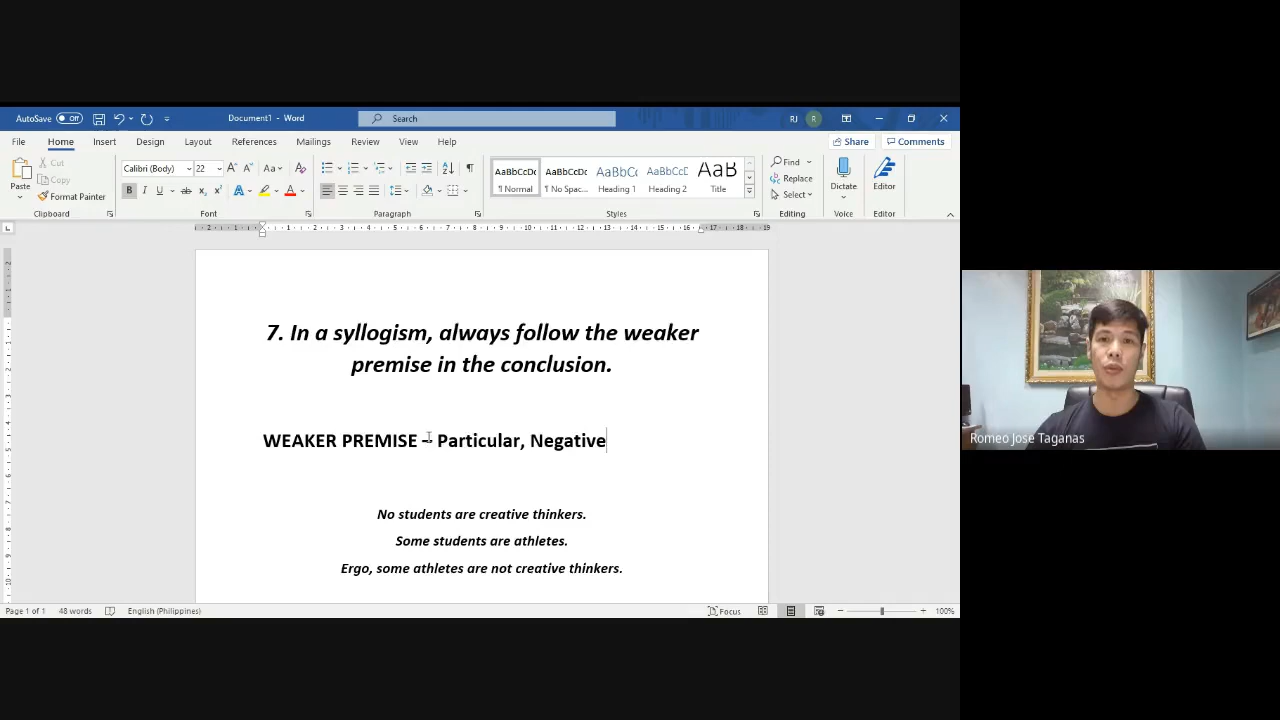 AutoSave Off Document1 - Word Search RJ R
File Home Insert Design Layout References Mailings Review View Help Share Comments
Paste Cut Copy Format Painter
Calibri (Body) 22
AaBbCcDc AaBbCcDc AaBbCc AaBbCcD AaB
¶ Normal ¶ No Spac... Heading 1 Heading 2 Title
Find
Replace
Select
Dictate Editor
Clipboard Font Paragraph Styles Editing Voice Editor
7. In a syllogism, always follow the weaker
premise in the conclusion.
WEAKER PREMISE – Particular, Negative
No students are creative thinkers.
Some students are athletes.
Ergo, some athletes are not creative thinkers.
Page 1 of 1 48 words English (Philippines) Focus 100%
Romeo Jose Taganas